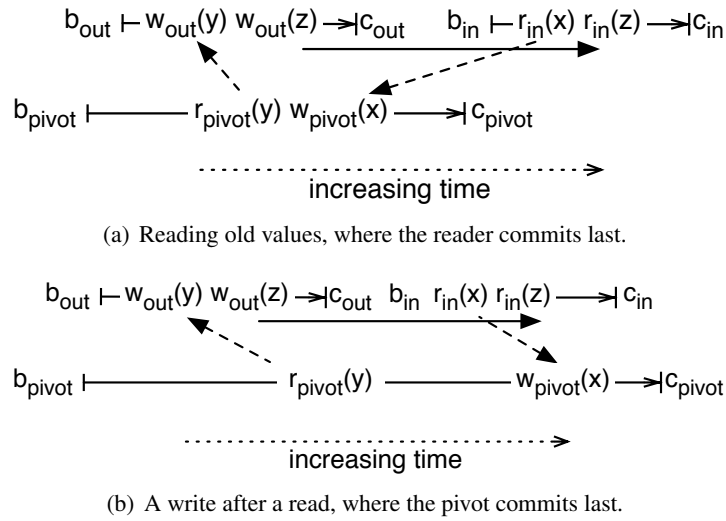 b_out w_out(y) w_out(z) c_out b_in r_in(x) r_in(z) c_in
b_pivot r_pivot(y) w_pivot(x) c_pivot
increasing time
(a) Reading old values, where the reader commits last.
b_out w_out(y) w_out(z) c_out b_in r_in(x) r_in(z) c_in
b_pivot r_pivot(y) w_pivot(x) c_pivot
increasing time
(b) A write after a read, where the pivot commits last.